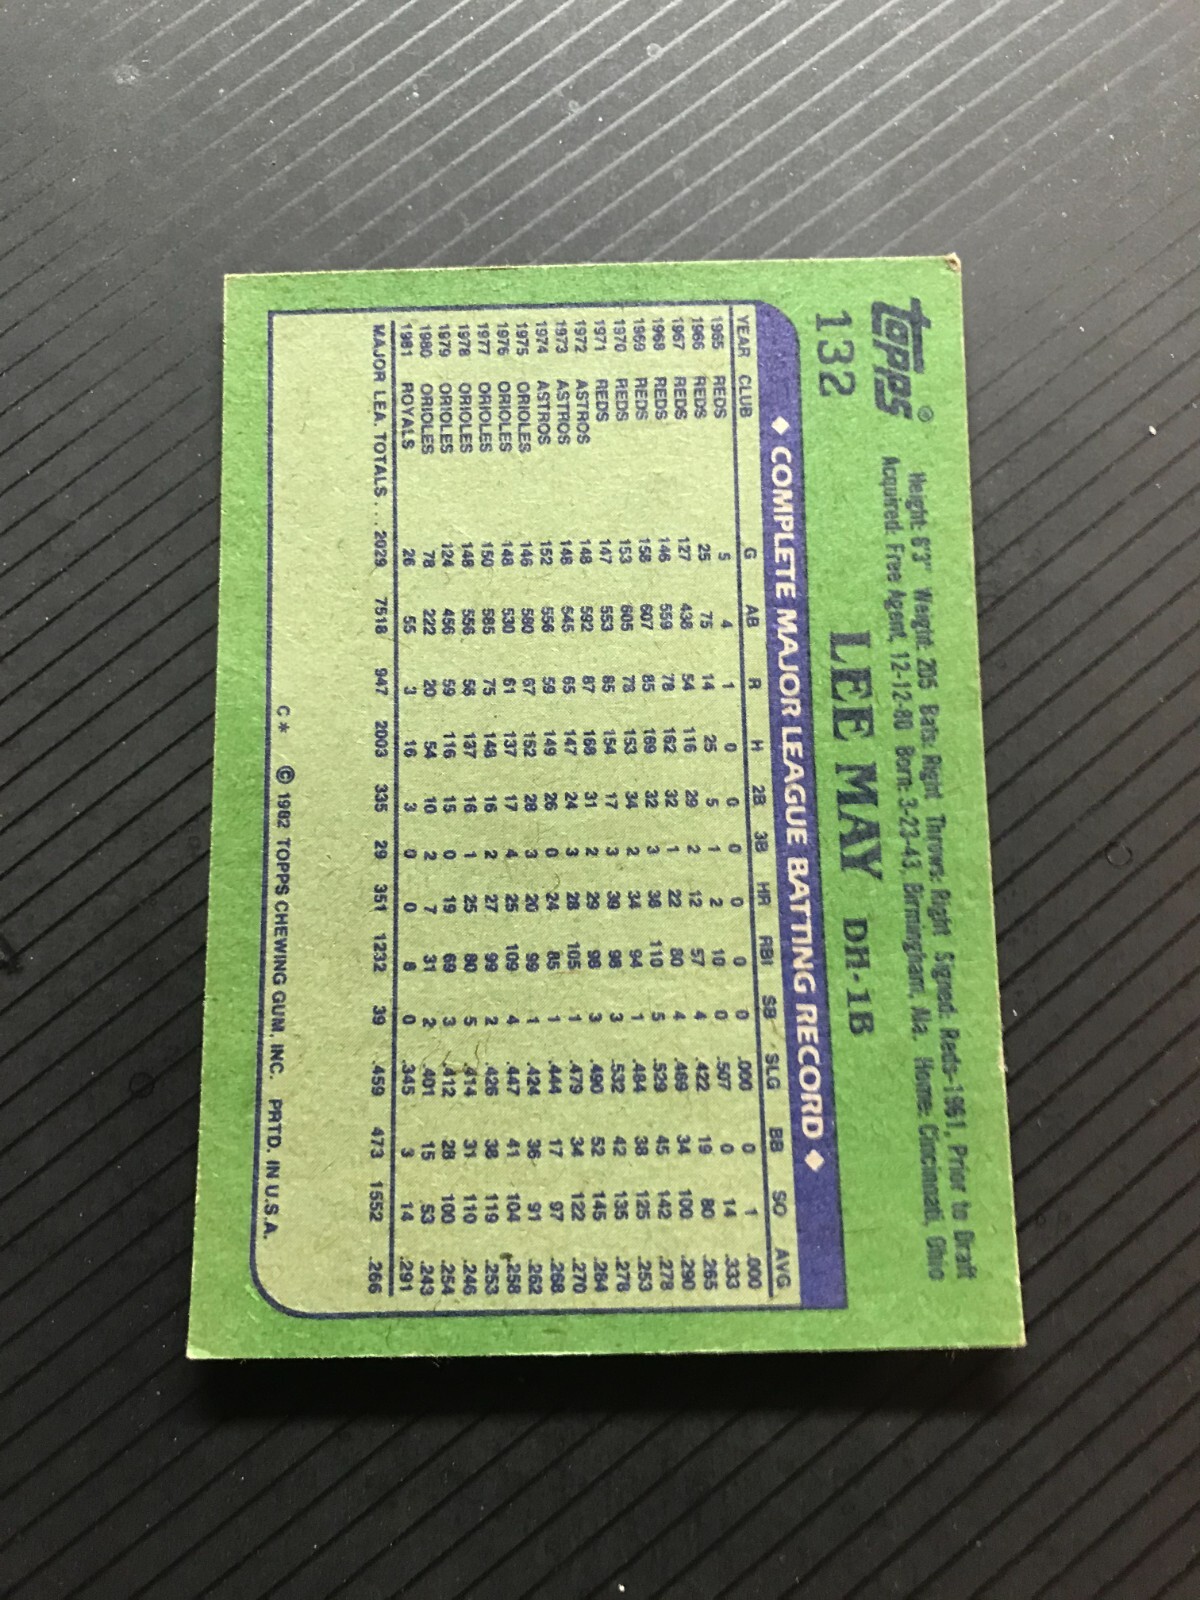 Topps®
132
Height: 6'3" Weight: 205 Bats: Right Throws: Right Signed: Reds-1961, Prior to Draft
Acquired: Free Agent, 12-12-80 Born: 3-23-43, Birmingham, Ala. Home: Cincinnati, Ohio
LEE MAY DH-1B
♦ COMPLETE MAJOR LEAGUE BATTING RECORD ♦
YEAR CLUB G AB R H 2B 3B HR RBI SB SLG BB SO AVG
1965 REDS 5 4 1 0 0 0 0 0 0 .000 0 1 .000
1966 REDS 25 75 14 25 5 1 2 10 0 .507 0 14 .333
1967 REDS 127 438 54 116 29 2 12 57 4 .422 19 80 .265
1968 REDS 146 559 78 162 32 1 22 80 4 .469 34 100 .290
1969 REDS 158 607 85 169 32 3 38 110 5 .529 45 142 .278
1970 REDS 153 605 78 153 34 2 34 94 1 .484 38 125 .253
1971 REDS 147 553 85 154 17 3 39 98 3 .532 42 135 .278
1972 ASTROS 148 592 87 168 31 2 29 98 3 .490 52 145 .284
1973 ASTROS 148 545 65 147 24 3 28 105 1 .479 34 122 .270
1974 ASTROS 152 556 59 149 26 0 24 85 1 .444 17 97 .268
1975 ORIOLES 146 580 67 152 28 3 20 99 1 .424 36 91 .262
1976 ORIOLES 148 530 61 137 17 4 25 109 4 .447 41 104 .258
1977 ORIOLES 150 585 75 148 16 2 27 99 2 .426 38 119 .253
1978 ORIOLES 148 556 56 137 16 1 25 80 5 .414 31 110 .246
1979 ORIOLES 124 456 59 116 15 0 19 69 3 .412 28 100 .254
1980 ORIOLES 78 222 20 54 10 2 7 31 2 .401 15 53 .243
1981 ROYALS 26 55 3 16 3 0 0 8 0 .345 3 14 .291
MAJOR LEA. TOTALS... 2029 7518 947 2003 335 29 351 1232 39 .459 473 1552 .266
C* © 1982 TOPPS CHEWING GUM, INC. PRTD. IN U.S.A.